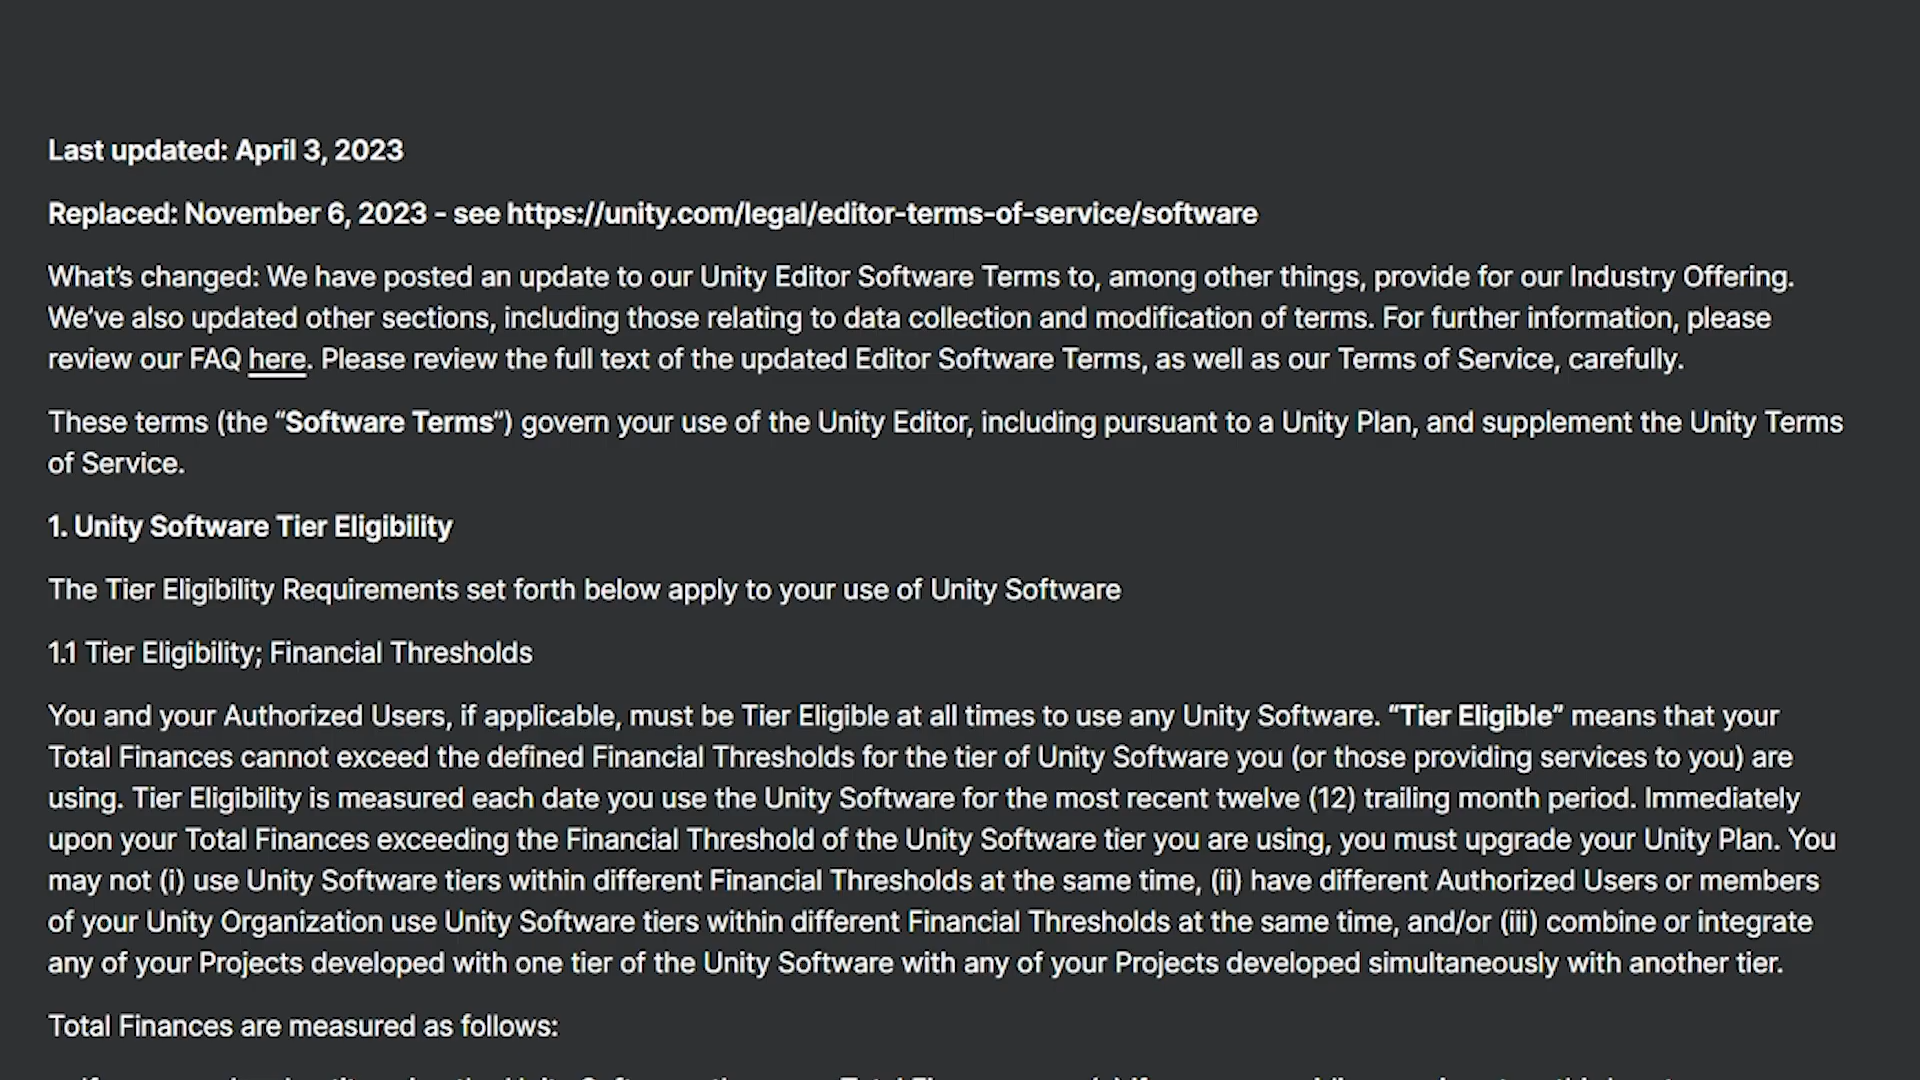 Last updated: April 3, 2023
Replaced: November 6, 2023 - see https://unity.com/legal/editor-terms-of-service/software
What’s changed: We have posted an update to our Unity Editor Software Terms to, among other things, provide for our Industry Offering.
We’ve also updated other sections, including those relating to data collection and modification of terms. For further information, please
review our FAQ here. Please review the full text of the updated Editor Software Terms, as well as our Terms of Service, carefully.
These terms (the “Software Terms”) govern your use of the Unity Editor, including pursuant to a Unity Plan, and supplement the Unity Terms
of Service.
1. Unity Software Tier Eligibility
The Tier Eligibility Requirements set forth below apply to your use of Unity Software
1.1 Tier Eligibility; Financial Thresholds
You and your Authorized Users, if applicable, must be Tier Eligible at all times to use any Unity Software. “Tier Eligible” means that your
Total Finances cannot exceed the defined Financial Thresholds for the tier of Unity Software you (or those providing services to you) are
using. Tier Eligibility is measured each date you use the Unity Software for the most recent twelve (12) trailing month period. Immediately
upon your Total Finances exceeding the Financial Threshold of the Unity Software tier you are using, you must upgrade your Unity Plan. You
may not (i) use Unity Software tiers within different Financial Thresholds at the same time, (ii) have different Authorized Users or members
of your Unity Organization use Unity Software tiers within different Financial Thresholds at the same time, and/or (iii) combine or integrate
any of your Projects developed with one tier of the Unity Software with any of your Projects developed simultaneously with another tier.
Total Finances are measured as follows: